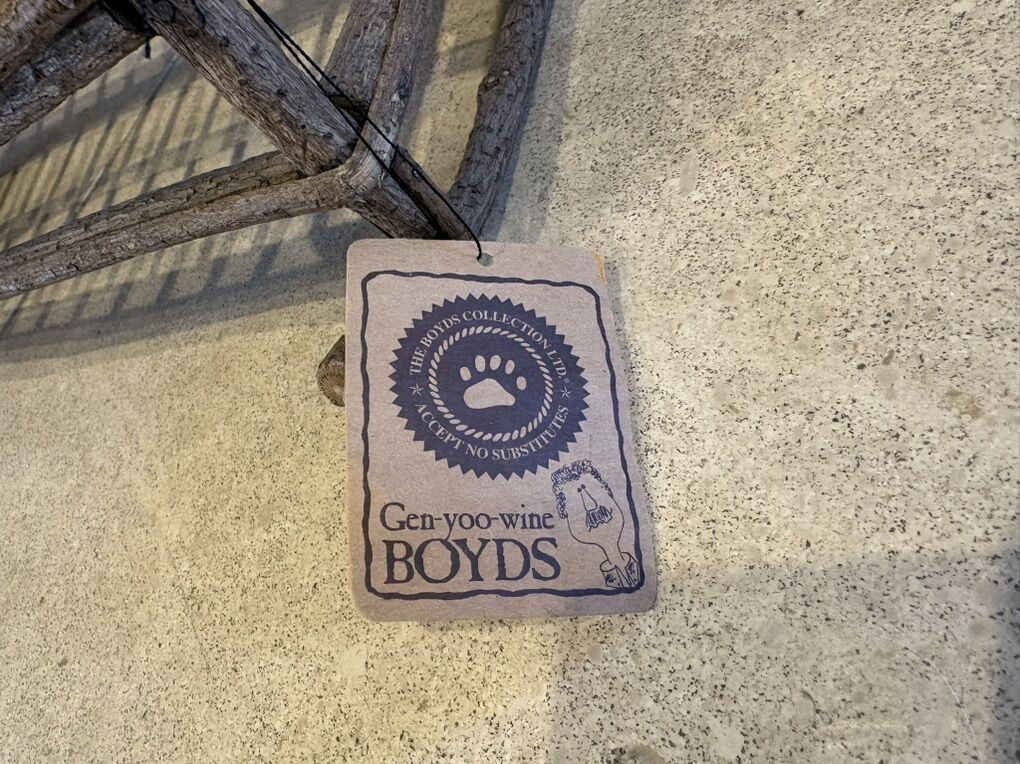 THE BOYDS COLLECTION LTD.®
ACCEPT NO SUBSTITUTES
Gen-yoo-wine
BOYDS